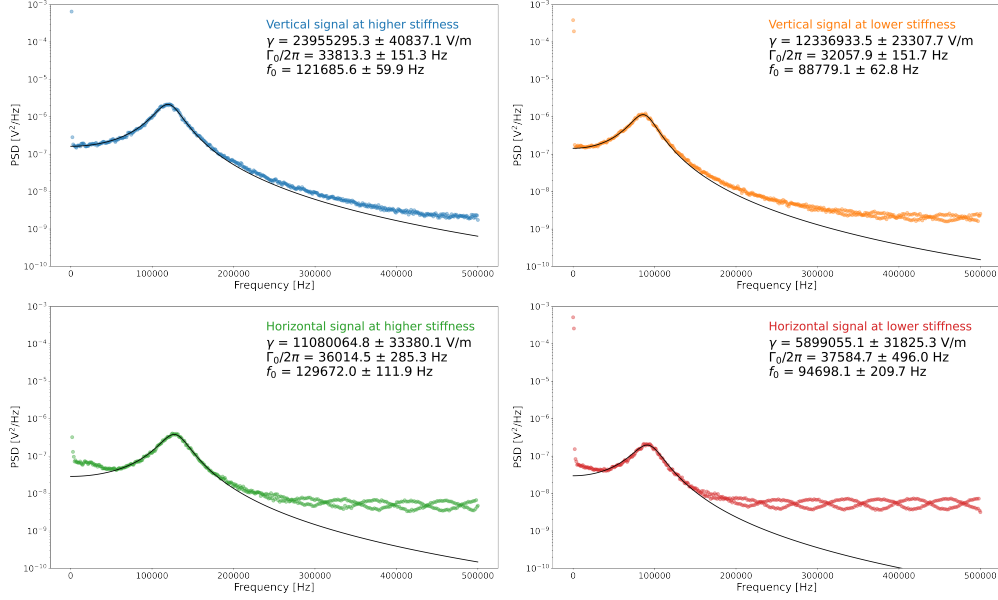 10⁻³
10⁻⁴
10⁻⁵
10⁻⁶
10⁻⁷
10⁻⁸
10⁻⁹
10⁻¹⁰
PSD [V²/Hz]
Vertical signal at higher stiffness
γ = 23955295.3 ± 40837.1 V/m
Γ₀/2π = 33813.3 ± 151.3 Hz
f₀ = 121685.6 ± 59.9 Hz
0 100000 200000 300000 400000 500000
Frequency [Hz]
10⁻³
10⁻⁴
10⁻⁵
10⁻⁶
10⁻⁷
10⁻⁸
10⁻⁹
10⁻¹⁰
PSD [V²/Hz]
Vertical signal at lower stiffness
γ = 12336933.5 ± 23307.7 V/m
Γ₀/2π = 32057.9 ± 151.7 Hz
f₀ = 88779.1 ± 62.8 Hz
0 100000 200000 300000 400000 500000
Frequency [Hz]
10⁻³
10⁻⁴
10⁻⁵
10⁻⁶
10⁻⁷
10⁻⁸
10⁻⁹
10⁻¹⁰
PSD [V²/Hz]
Horizontal signal at higher stiffness
γ = 11080064.8 ± 33380.1 V/m
Γ₀/2π = 36014.5 ± 285.3 Hz
f₀ = 129672.0 ± 111.9 Hz
0 100000 200000 300000 400000 500000
Frequency [Hz]
10⁻³
10⁻⁴
10⁻⁵
10⁻⁶
10⁻⁷
10⁻⁸
10⁻⁹
10⁻¹⁰
PSD [V²/Hz]
Horizontal signal at lower stiffness
γ = 5899055.1 ± 31825.3 V/m
Γ₀/2π = 37584.7 ± 496.0 Hz
f₀ = 94698.1 ± 209.7 Hz
0 100000 200000 300000 400000 500000
Frequency [Hz]